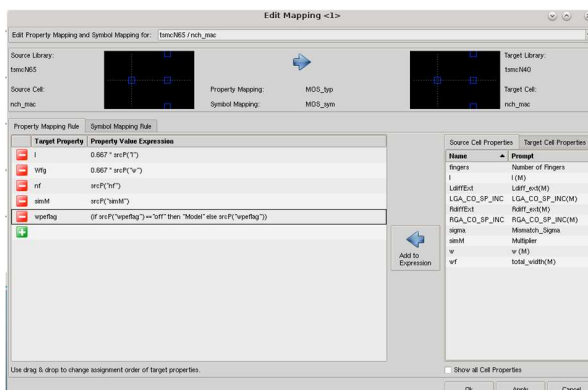 Edit Mapping <1>
Edit Property Mapping and Symbol Mapping for: tsmcN65 / nch_mac
Source Library:
tsmcN65
Source Cell:
nch_mac
Property Mapping: MOS_typ
Symbol Mapping: MOS_sym
Target Library:
tsmcN40
Target Cell:
nch_mac
Property Mapping Rule Symbol Mapping Rule
Target Property Property Value Expression
l 0.667 * srcP("l")
Wfg 0.667 * srcP("w")
nf srcP("nf")
simM srcP("simM")
wpeflag (if srcP("wpeflag") =="off" then "Model" else srcP("wpeflag"))
Add to
Expression
Source Cell Properties Target Cell Properties
Name Prompt
fingers Number of Fingers
l l (M)
LdiffExt Ldiff_ext(M)
LGA_CO_SP_INC LGA_CO_SP_INC(M)
RdiffExt Rdiff_ext(M)
RGA_CO_SP_INC RGA_CO_SP_INC(M)
sigma Mismatch_Sigma
simM Multiplier
w w (M)
wf total_width(M)
Use drag & drop to change assignment order of target properties.
Show all Cell Properties
Ok Apply Cancel